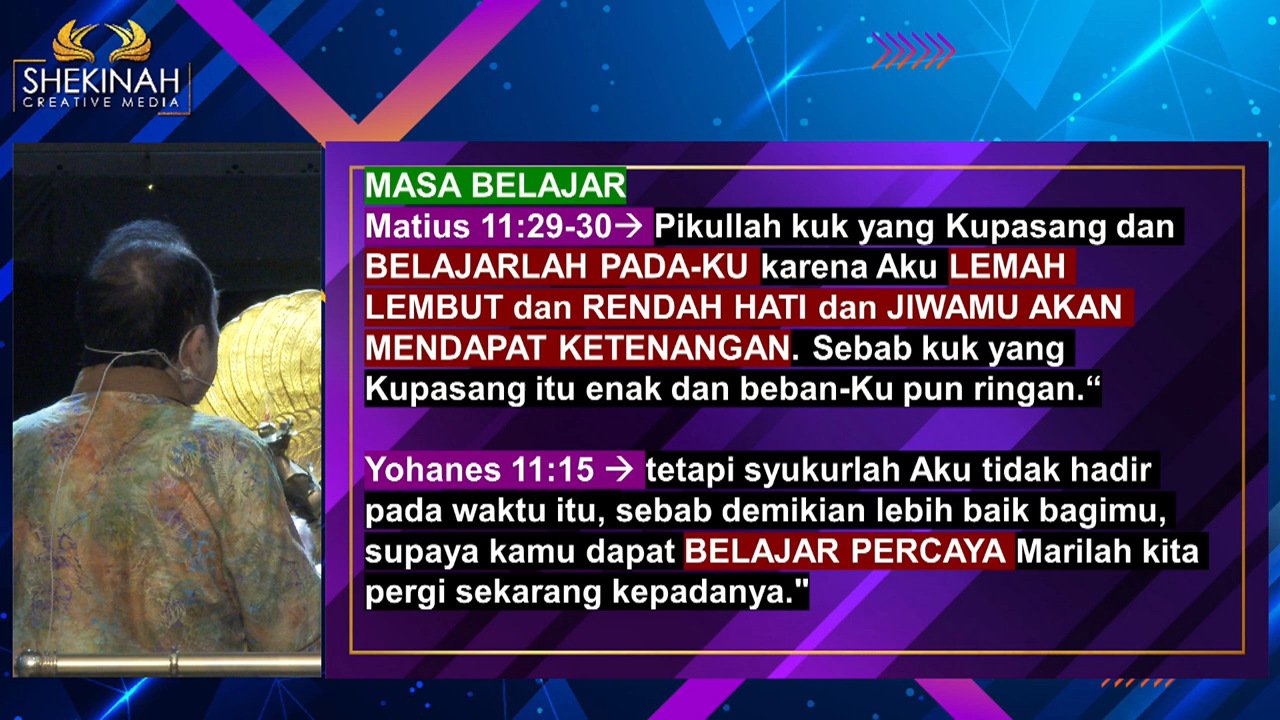 SHEKINAH
CREATIVE MEDIA
MASA BELAJAR
Matius 11:29-30→ Pikullah kuk yang Kupasang dan
BELAJARLAH PADA-KU karena Aku LEMAH
LEMBUT dan RENDAH HATI dan JIWAMU AKAN
MENDAPAT KETENANGAN. Sebab kuk yang
Kupasang itu enak dan beban-Ku pun ringan.“
Yohanes 11:15 → tetapi syukurlah Aku tidak hadir
pada waktu itu, sebab demikian lebih baik bagimu,
supaya kamu dapat BELAJAR PERCAYA Marilah kita
pergi sekarang kepadanya."